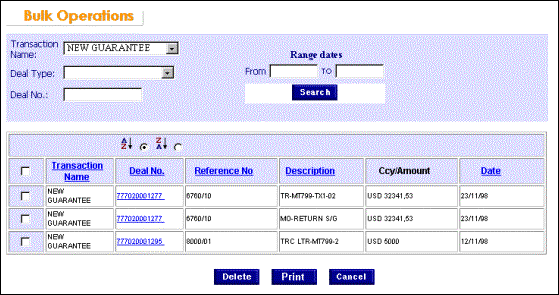 Bulk Operations
Transaction Name: NEW GUARANTEE
Range dates
Deal Type:
From TO
Deal No.:
Search
A Z Z A
Transaction Name Deal No. Reference No Description Ccy/Amount Date
NEW GUARANTEE 777020001277 6760/10 TR-MT799-TX1-02 USD 32341,53 23/11/98
NEW GUARANTEE 777020001277 6760/10 MO-RETURN S/G USD 32341,53 23/11/98
NEW GUARANTEE 777020001295 8000/01 TRC LTR-MT799-2 USD 5000 12/11/98
Delete Print Cancel